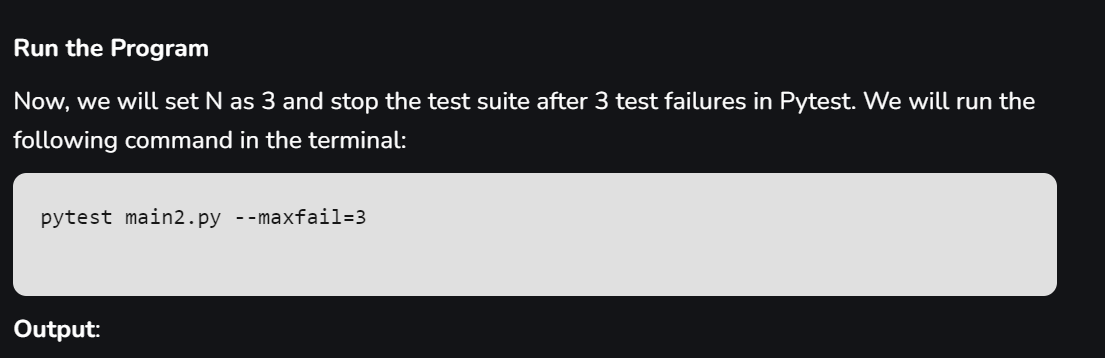 Run the Program
Now, we will set N as 3 and stop the test suite after 3 test failures in Pytest. We will run the
following command in the terminal:
pytest main2.py --maxfail=3
Output: